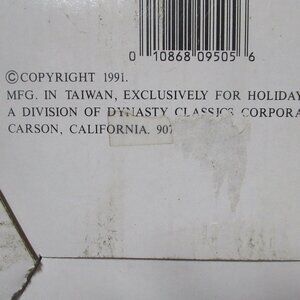 0 10868 09505 6
©COPYRIGHT 1991.
MFG. IN TAIWAN, EXCLUSIVELY FOR HOLIDAY
A DIVISION OF DYNASTY CLASSICS CORPORA
CARSON, CALIFORNIA. 907